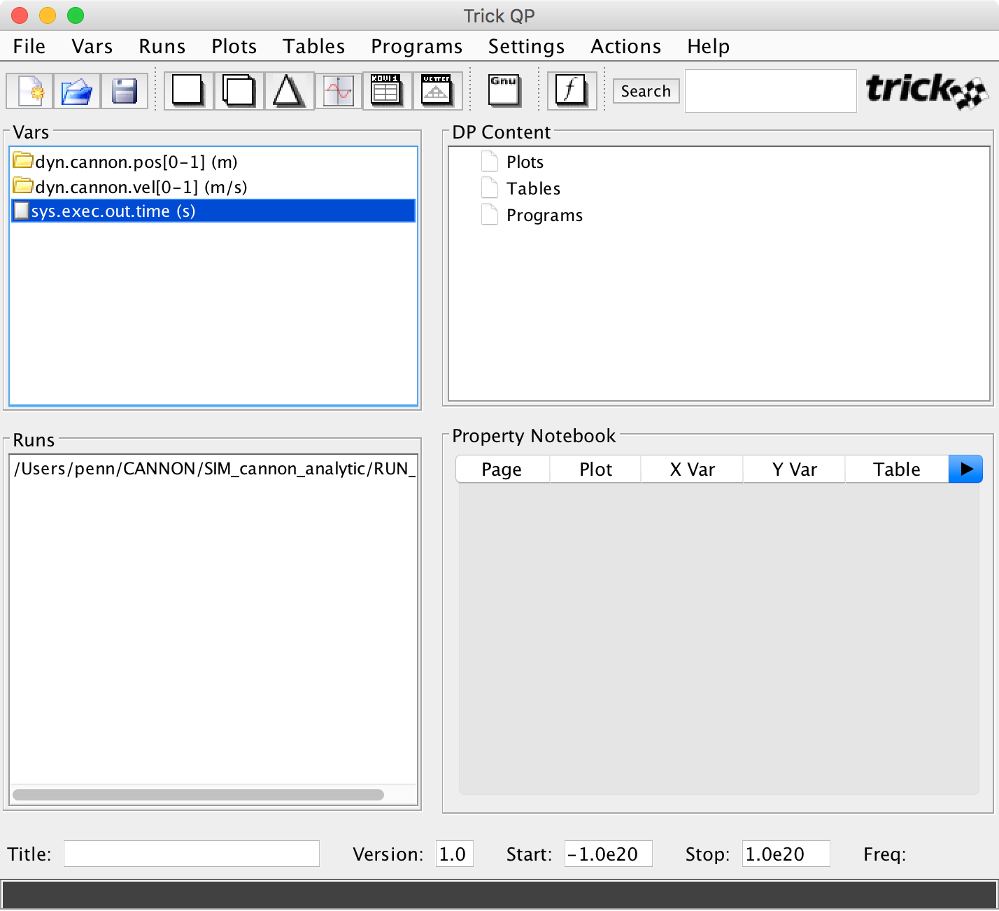 Trick QP
File Vars Runs Plots Tables Programs Settings Actions Help
Gnu f Search trick
Vars
dyn.cannon.pos[0-1] (m)
dyn.cannon.vel[0-1] (m/s)
sys.exec.out.time (s)
DP Content
Plots
Tables
Programs
Runs
/Users/penn/CANNON/SIM_cannon_analytic/RUN_
Property Notebook
Page Plot X Var Y Var Table
Title: Version: 1.0 Start: -1.0e20 Stop: 1.0e20 Freq: